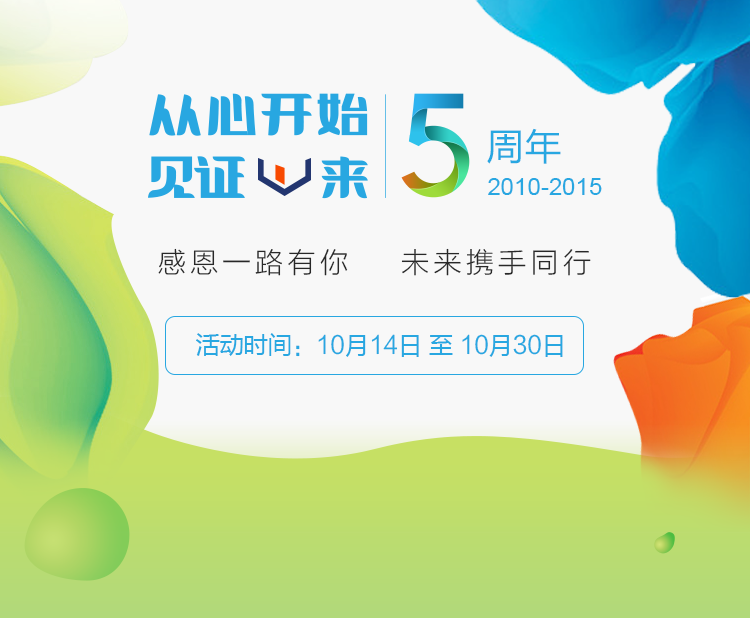 从心开始
见证 来
5周年
2010-2015
感恩一路有你 未来携手同行
活动时间：10月14日 至 10月30日